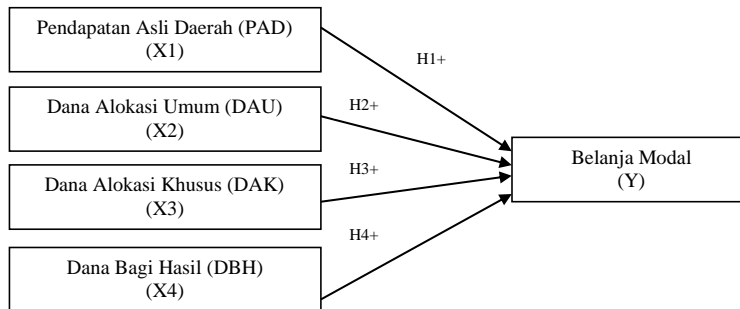 Pendapatan Asli Daerah (PAD)
(X1)
H1+
Dana Alokasi Umum (DAU)
(X2)
H2+
Dana Alokasi Khusus (DAK)
(X3)
H3+
Dana Bagi Hasil (DBH)
(X4)
H4+
Belanja Modal
(Y)